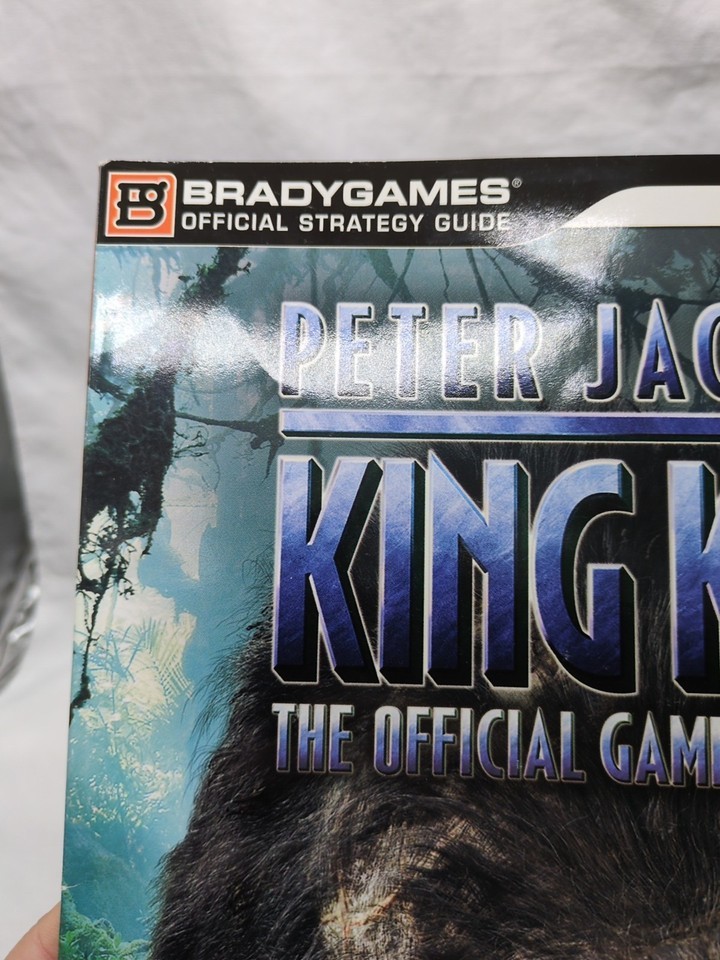 B BRADYGAMES®
OFFICIAL STRATEGY GUIDE
PETER JAC
KING K
THE OFFICIAL GAM